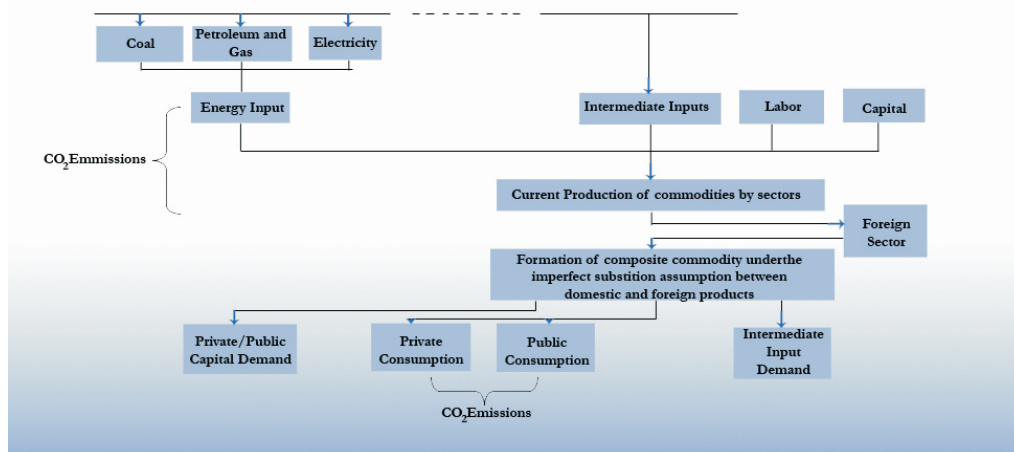 Coal
Petroleum and
Gas
Electricity
Energy Input
Intermediate Inputs
Labor
Capital
CO2Emmissions
Current Production of commodities by sectors
Foreign
Sector
Formation of composite commodity underthe
imperfect substition assumption between
domestic and foreign products
Private/Public
Capital Demand
Private
Consumption
Public
Consumption
Intermediate
Input
Demand
CO2Emissions